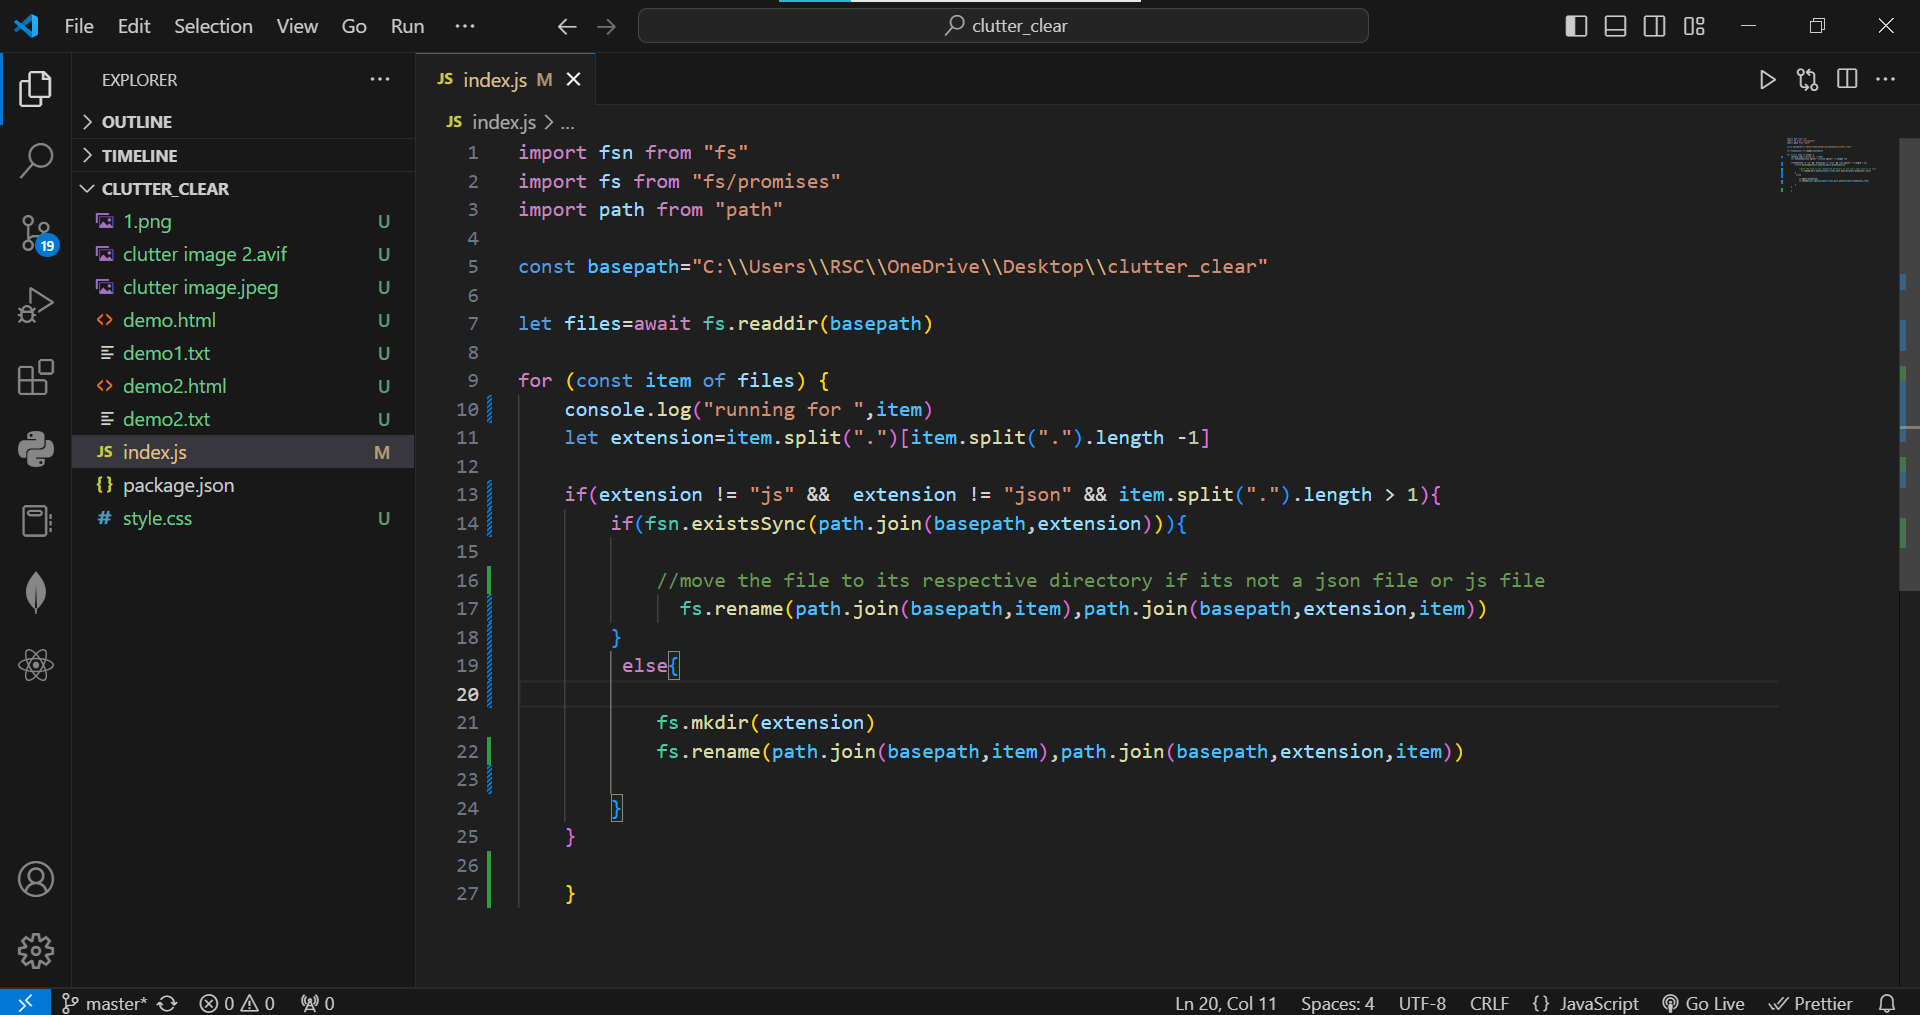 File Edit Selection View Go Run ··· clutter_clear
EXPLORER ···
OUTLINE
TIMELINE
CLUTTER_CLEAR
1.png U
clutter image 2.avif U
clutter image.jpeg U
demo.html U
demo1.txt U
demo2.html U
demo2.txt U
JS index.js M
{} package.json
# style.css U
19
JS index.js M
JS index.js > ...
1 import fsn from "fs"
2 import fs from "fs/promises"
3 import path from "path"
4
5 const basepath="C:\\Users\\RSC\\OneDrive\\Desktop\\clutter_clear"
6
7 let files=await fs.readdir(basepath)
8
9 for (const item of files) {
10     console.log("running for ",item)
11     let extension=item.split(".")[item.split(".").length -1]
12
13     if(extension != "js" &&  extension != "json" && item.split(".").length > 1){
14         if(fsn.existsSync(path.join(basepath,extension))){
15
16             //move the file to its respective directory if its not a json file or js file
17               fs.rename(path.join(basepath,item),path.join(basepath,extension,item))
18         }
19          else{
20
21             fs.mkdir(extension)
22             fs.rename(path.join(basepath,item),path.join(basepath,extension,item))
23
24         }
25     }
26
27     }
master* 0 0 0 Ln 20, Col 11 Spaces: 4 UTF-8 CRLF {} JavaScript Go Live Prettier